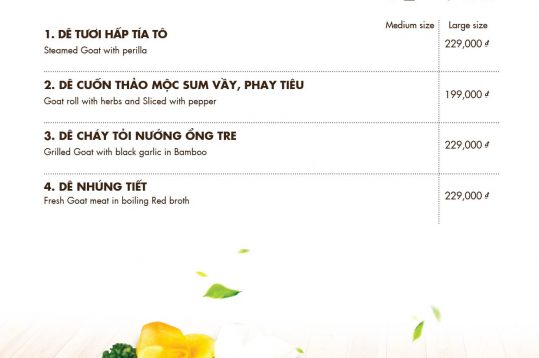 Medium size Large size
1. DÊ TƯƠI HẤP TÍA TÔ
Steamed Goat with perilla
229,000 ₫
2. DÊ CUỐN THẢO MỘC SUM VẦY, PHAY TIÊU
Goat roll with herbs and Sliced with pepper
199,000 ₫
3. DÊ CHÁY TỎI NƯỚNG ỐNG TRE
Grilled Goat with black garlic in Bamboo
229,000 ₫
4. DÊ NHÚNG TIẾT
Fresh Goat meat in boiling Red broth
229,000 ₫